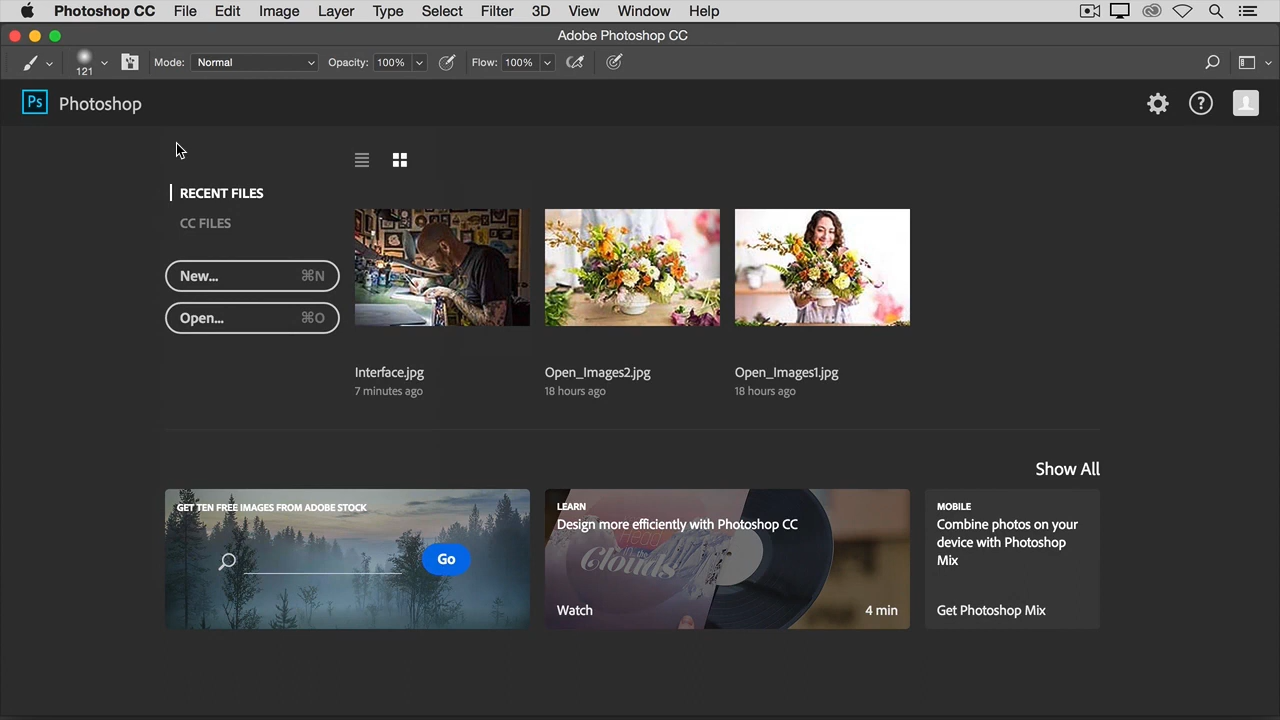 Photoshop CC File Edit Image Layer Type Select Filter 3D View Window Help
Adobe Photoshop CC
121 Mode: Normal Opacity: 100% Flow: 100%
Ps Photoshop ?
RECENT FILES
CC FILES
New... ⌘N
Open... ⌘O
Interface.jpg
7 minutes ago
Open_Images2.jpg
18 hours ago
Open_Images1.jpg
18 hours ago
Show All
GET TEN FREE IMAGES FROM ADOBE STOCK
Go
LEARN
Design more efficiently with Photoshop CC
Clouds
Watch 4 min
MOBILE
Combine photos on your
device with Photoshop
Mix
Get Photoshop Mix